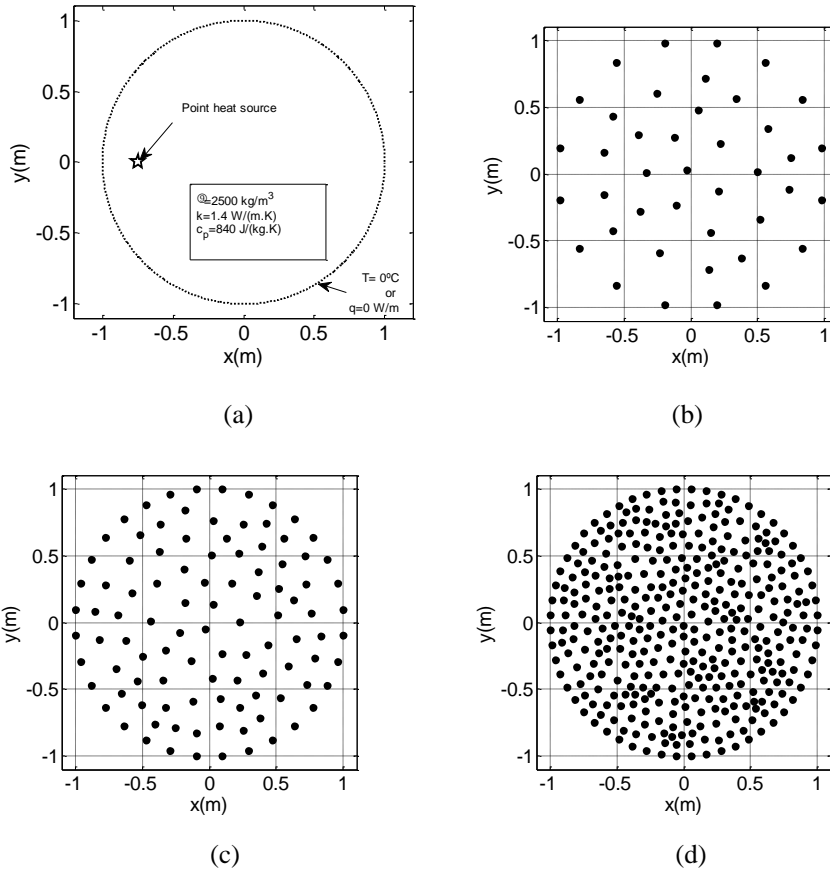 1
0.5
0
-0.5
-1
y(m)
-1 -0.5 0 0.5 1
x(m)
Point heat source
=2500 kg/m³
k=1.4 W/(m.K)
c_p=840 J/(kg.K)
T= 0ºC
or
q=0 W/m
(a)
1
0.5
0
-0.5
-1
y(m)
-1 -0.5 0 0.5 1
x(m)
(b)
1
0.5
0
-0.5
-1
y(m)
-1 -0.5 0 0.5 1
x(m)
(c)
1
0.5
0
-0.5
-1
y(m)
-1 -0.5 0 0.5 1
x(m)
(d)